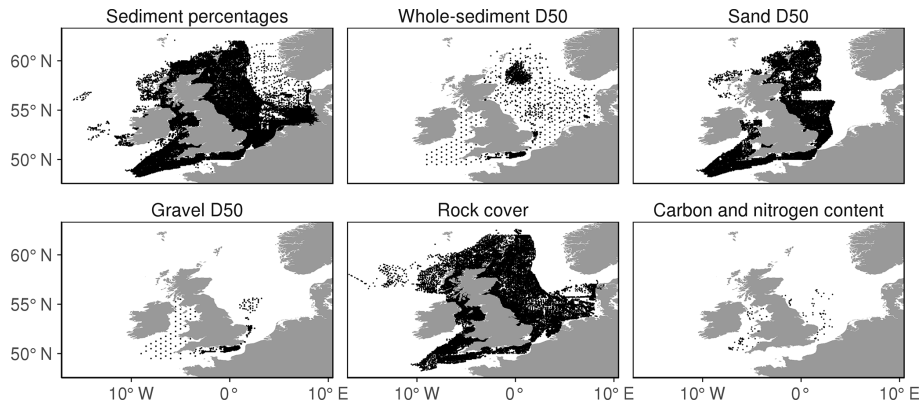 Sediment percentages
Whole-sediment D50
Sand D50
60° N
55° N
50° N
Gravel D50
Rock cover
Carbon and nitrogen content
60° N
55° N
50° N
10° W 0° 10° E 10° W 0° 10° E 10° W 0° 10° E